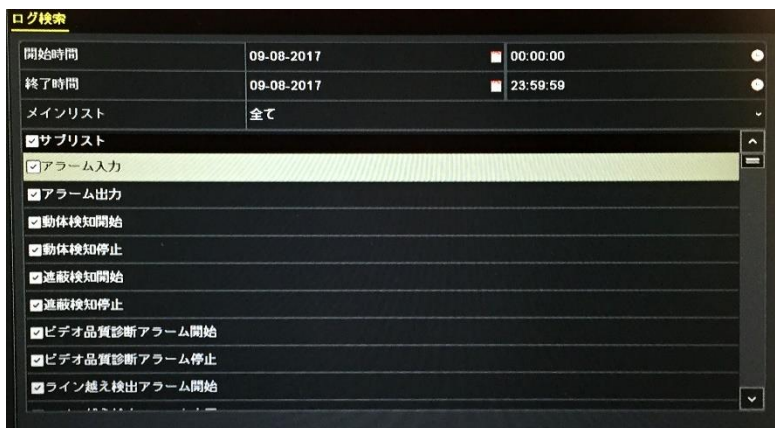 ログ検索
開始時間 09-08-2017 00:00:00
終了時間 09-08-2017 23:59:59
メインリスト 全て
サブリスト
アラーム入力
アラーム出力
動体検知開始
動体検知停止
遮蔽検知開始
遮蔽検知停止
ビデオ品質診断アラーム開始
ビデオ品質診断アラーム停止
ライン越え検出アラーム開始